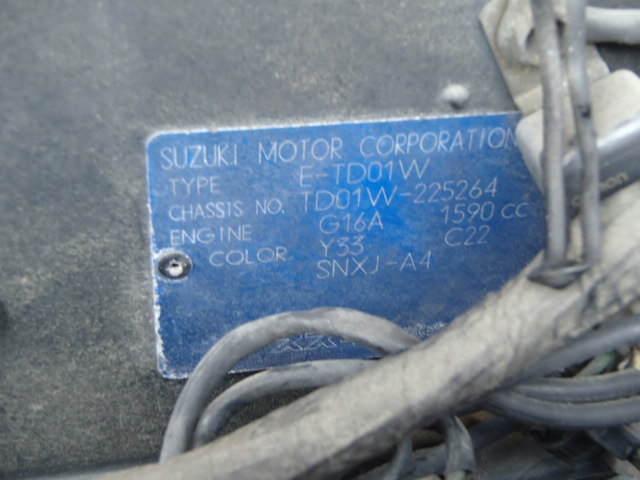 SUZUKI MOTOR CORPORATION
TYPE E-TD01W
CHASSIS NO. TD01W-225264
ENGINE G16A 1590 CC
COLOR Y33 C22
SNXJ-A4